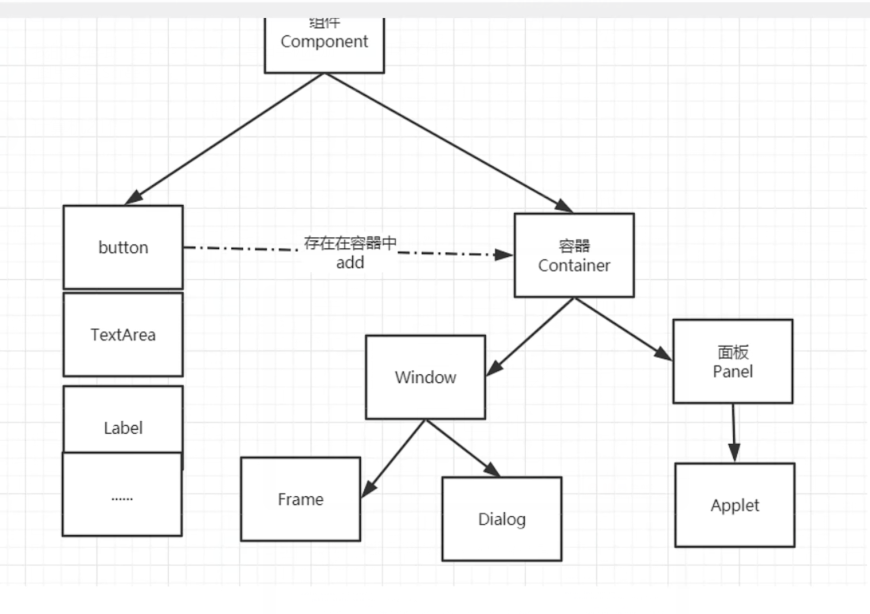 组件
Component
button
存在在容器中
add
容器
Container
TextArea
Window
面板
Panel
Label
......
Frame
Dialog
Applet